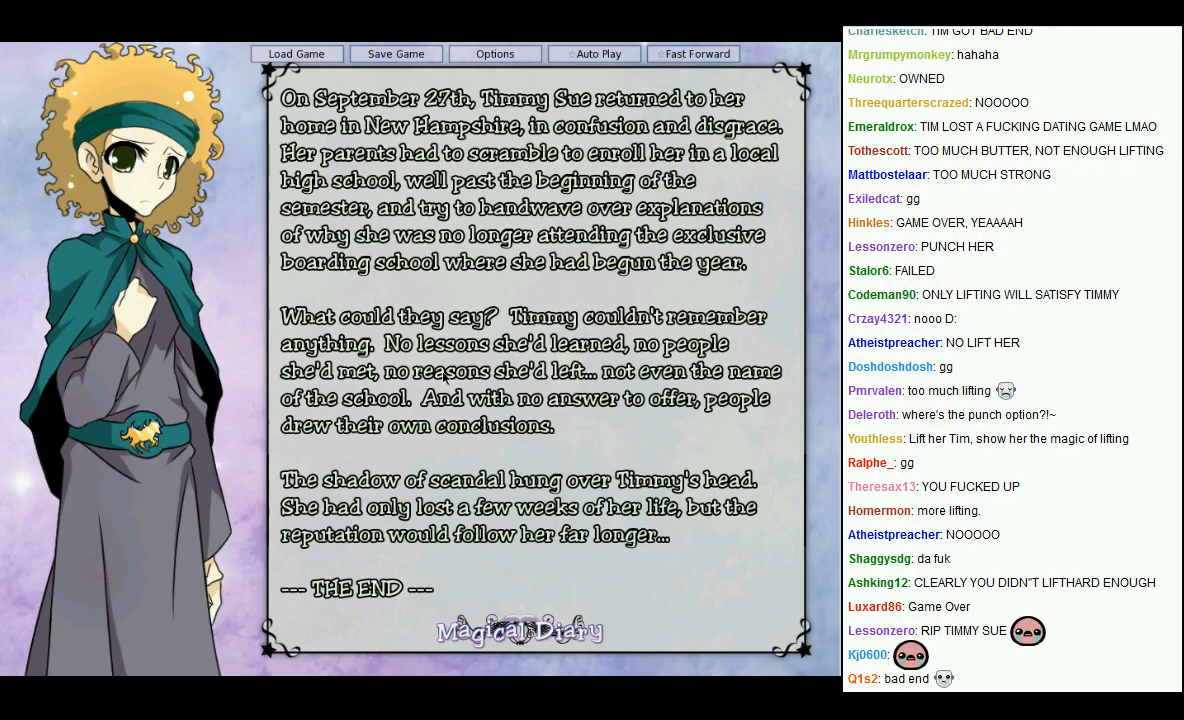 Load Game
Save Game
Options
☆Auto Play
☆Fast Forward
On September 27th, Timmy Sue returned to her
home in New Hampshire, in confusion and disgrace.
Her parents had to scramble to enroll her in a local
high school, well past the beginning of the
semester, and try to handwave over explanations
of why she was no longer attending the exclusive
boarding school where she had begun the year.
What could they say? Timmy couldn't remember
anything. No lessons she'd learned, no people
she'd met, no reasons she'd left... not even the name
of the school. And with no answer to offer, people
drew their own conclusions.
The shadow of scandal hung over Timmy's head.
She had only lost a few weeks of her life, but the
reputation would follow her far longer...
--- THE END ---
Magical Diary
Charlesketch: TIM GOT BAD END
Mrgrumpymonkey: hahaha
Neurotx: OWNED
Threequarterscrazed: NOOOOO
Emeraldrox: TIM LOST A FUCKING DATING GAME LMAO
Tothescott: TOO MUCH BUTTER, NOT ENOUGH LIFTING
Mattbostelaar: TOO MUCH STRONG
Exiledcat: gg
Hinkles: GAME OVER, YEAAAAH
Lessonzero: PUNCH HER
Stalor6: FAILED
Codeman90: ONLY LIFTING WILL SATISFY TIMMY
Crzay4321: nooo D:
Atheistpreacher: NO LIFT HER
Doshdoshdosh: gg
Pmrvalen: too much lifting
Deleroth: where's the punch option?!~
Youthless: Lift her Tim, show her the magic of lifting
Ralphe_: gg
Theresax13: YOU FUCKED UP
Homermon: more lifting.
Atheistpreacher: NOOOOO
Shaggysdg: da fuk
Ashking12: CLEARLY YOU DIDN"T LIFTHARD ENOUGH
Luxard86: Game Over
Lessonzero: RIP TIMMY SUE
Kj0600:
Q1s2: bad end